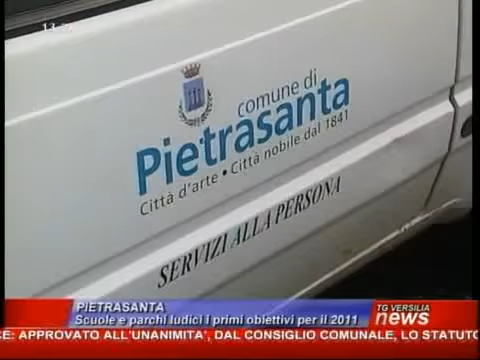 comune di
Pietrasanta
Città d'arte • Città nobile dal 1841
SERVIZI ALLA PERSONA
PIETRASANTA
Scuole e parchi ludici i primi obiettivi per il 2011
TG VERSILIA
news
CE: APPROVATO ALL'UNANIMITA', DAL CONSIGLIO COMUNALE, LO STATUTO